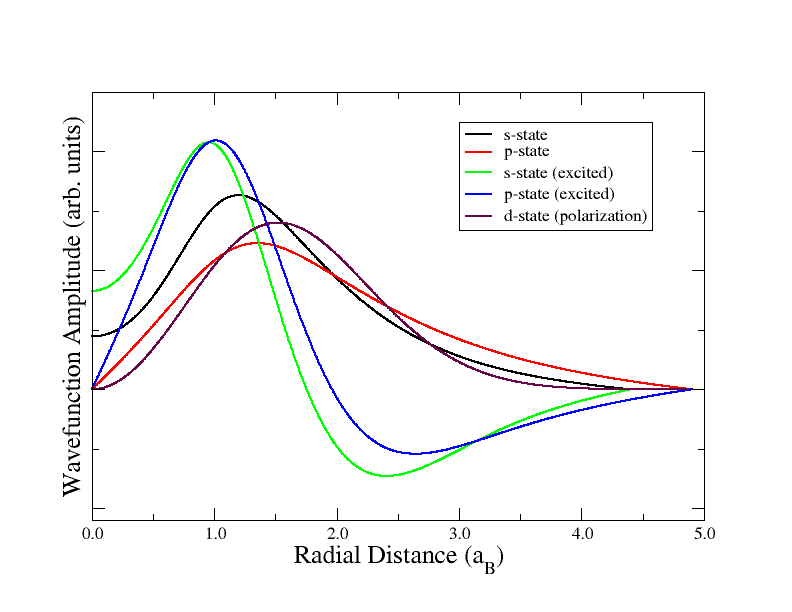 Wavefunction Amplitude (arb. units)
s-state
p-state
s-state (excited)
p-state (excited)
d-state (polarization)
0.0 1.0 2.0 3.0 4.0 5.0
Radial Distance (aB)